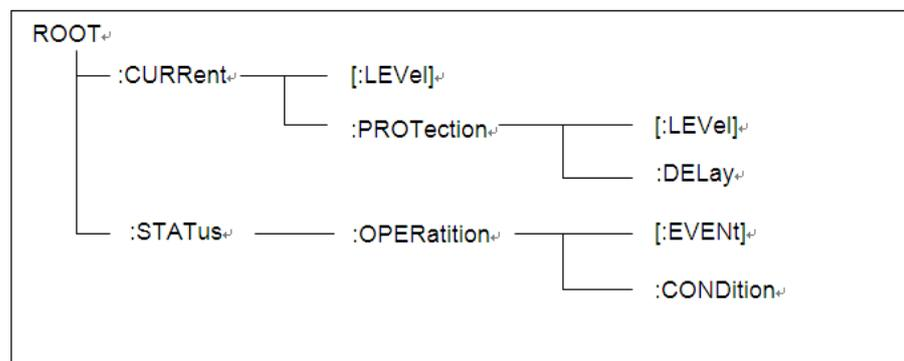 ROOT↵
:CURRent↵ [:LEVel]↵
:PROTection↵ [:LEVel]↵
:DELay↵
:STATus↵ :OPERatition↵ [:EVENt]↵
:CONDition↵